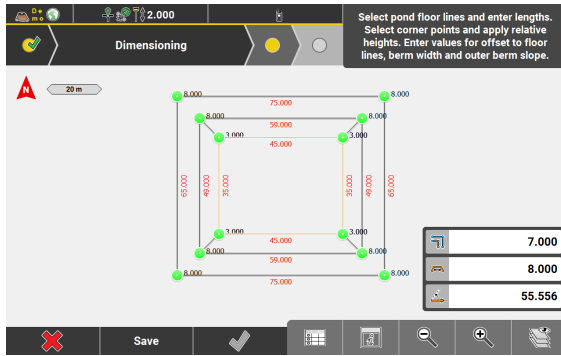 De
mo
2.000
Select pond floor lines and enter lengths.
Select corner points and apply relative
heights. Enter values for offset to floor
lines, berm width and outer berm slope.
Dimensioning
N
20 m
8.000
8.000
75.000
8.000
8.000
59.000
3.000
3.000
45.000
65.000
49.000
35.000
35.000
49.000
65.000
3.000
3.000
45.000
8.000
8.000
59.000
8.000
8.000
75.000
7.000
8.000
55.556
Save